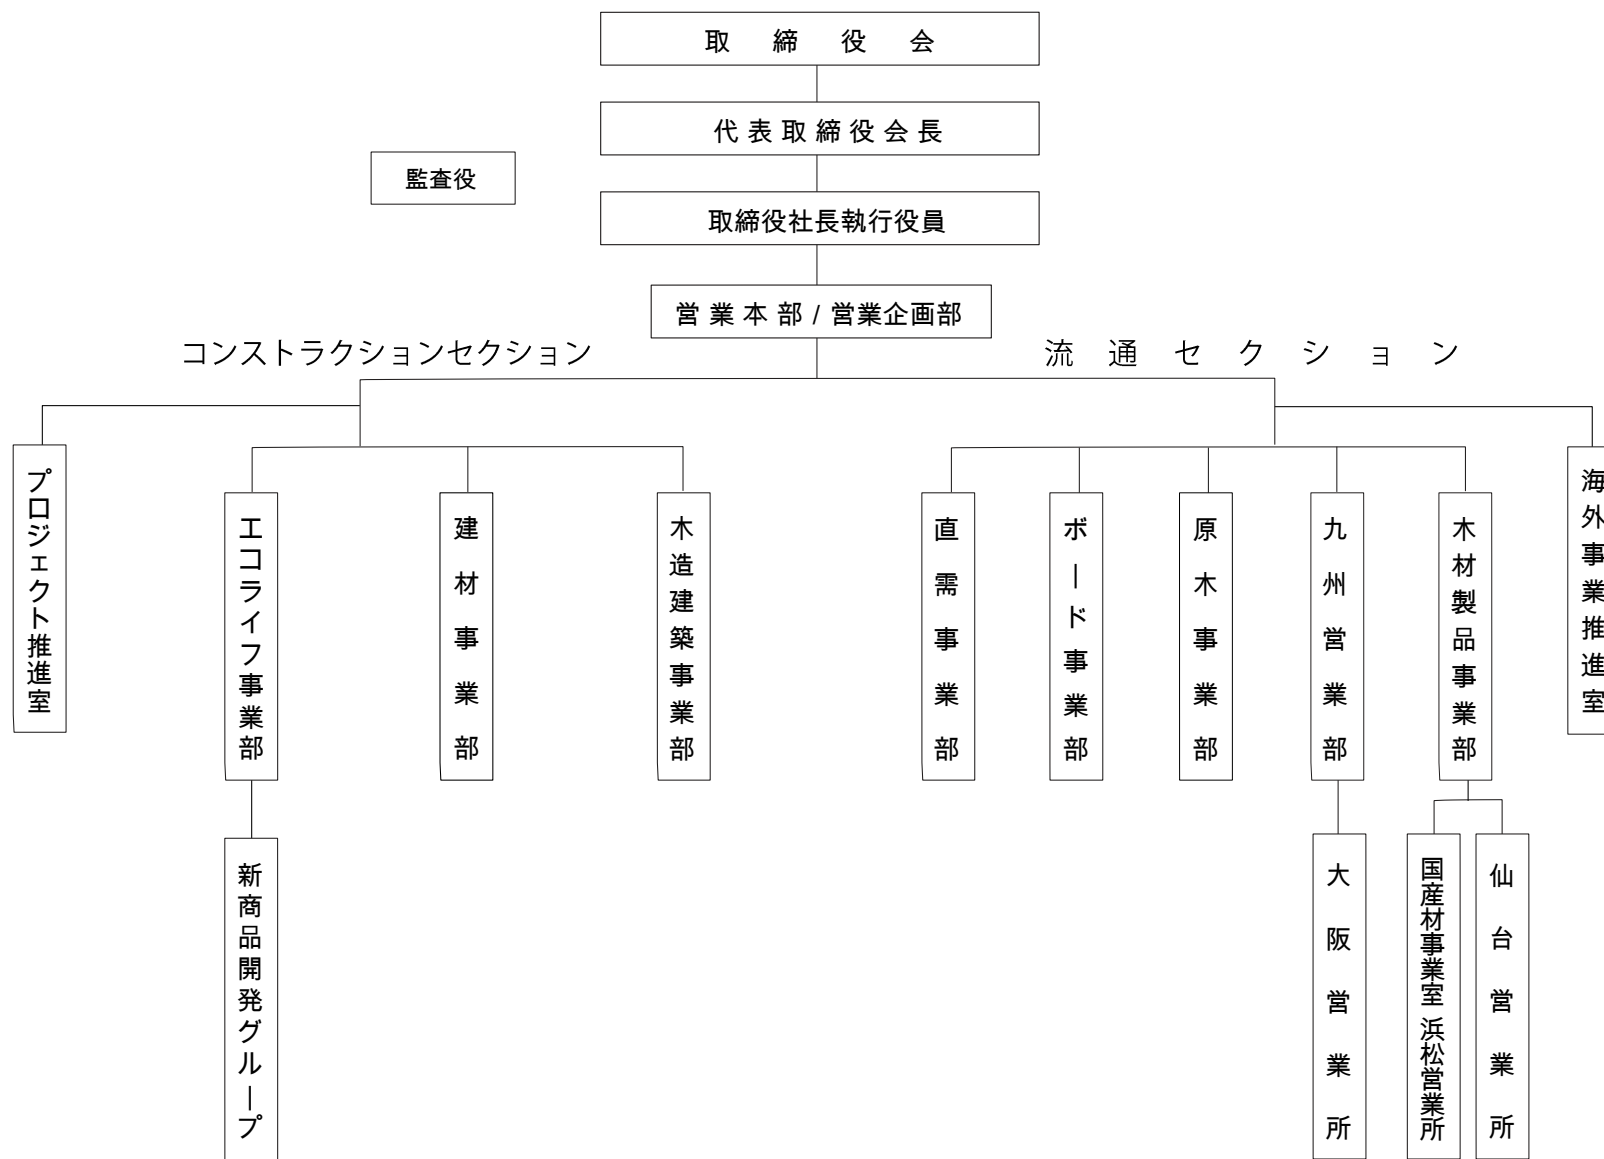 取締役会
代表取締役会長
監査役
取締役社長執行役員
営業本部/営業企画部
コンストラクションセクション
流通セクション
プロジェクト推進室
エコライフ事業部
建材事業部
木造建築事業部
直需事業部
ボード事業部
原木事業部
九州営業部
木材製品事業部
海外事業推進室
新商品開発グループ
大阪営業所
国産材事業室 浜松営業所
仙台営業所